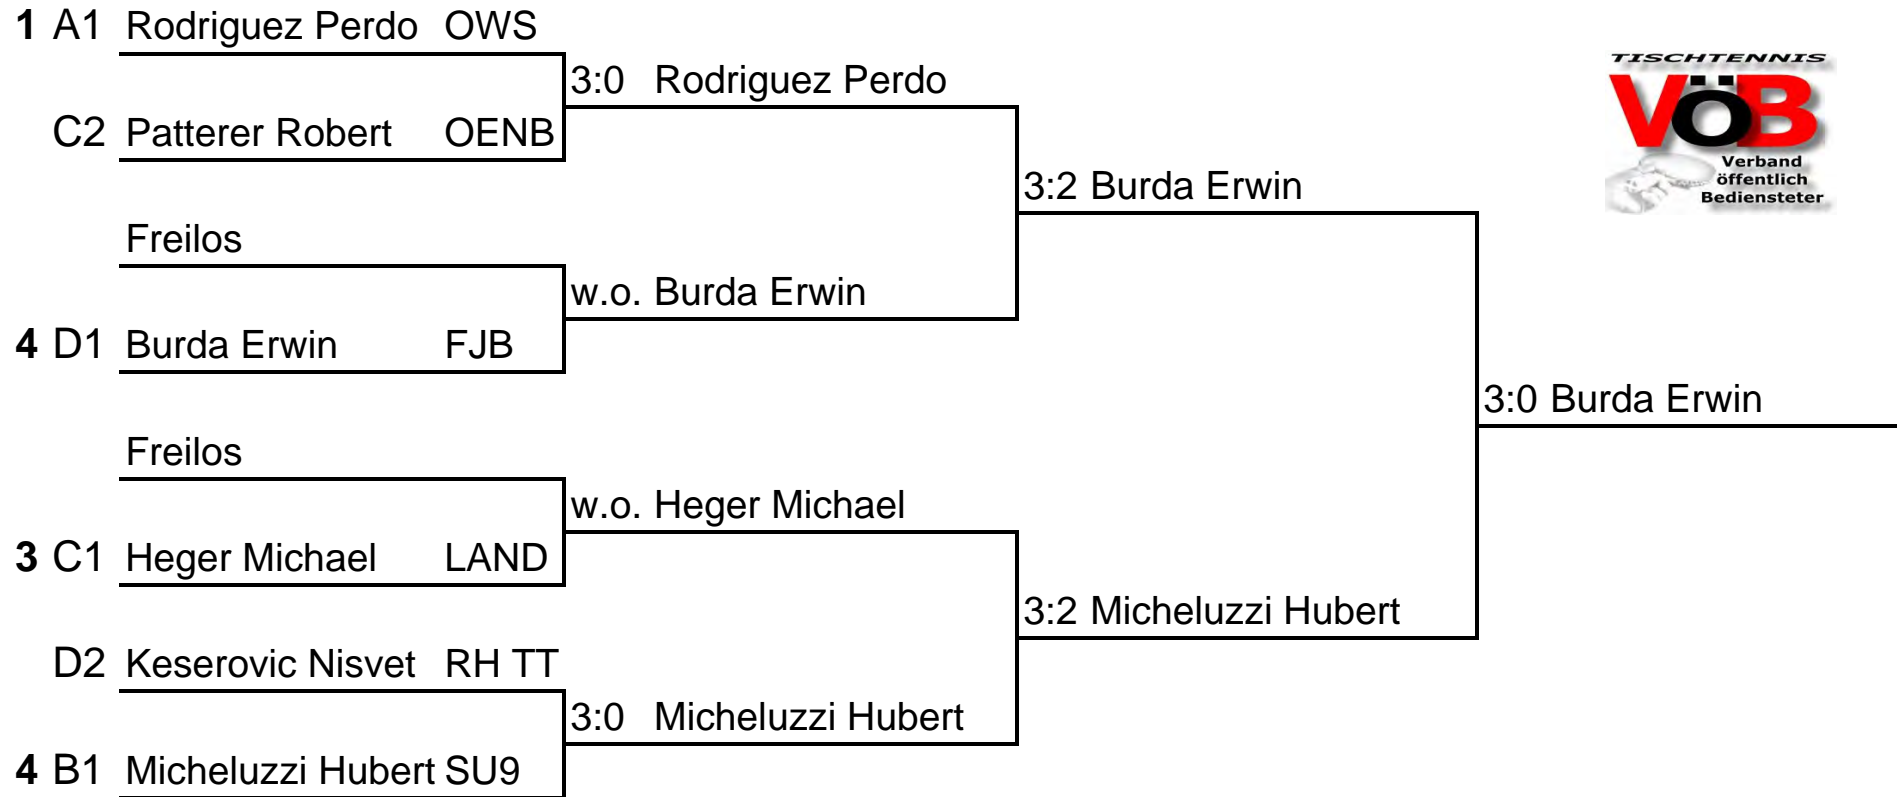 1 A1 Rodriguez Perdo OWS
TISCHTENNIS
3:0 Rodriguez Perdo
VöB
C2 Patterer Robert OENB
Verband
öffentlich
Bediensteter
3:2 Burda Erwin
Freilos
w.o. Burda Erwin
4 D1 Burda Erwin FJB
3:0 Burda Erwin
Freilos
w.o. Heger Michael
3 C1 Heger Michael LAND
3:2 Micheluzzi Hubert
D2 Keserovic Nisvet RH TT
3:0 Micheluzzi Hubert
4 B1 Micheluzzi Hubert SU9